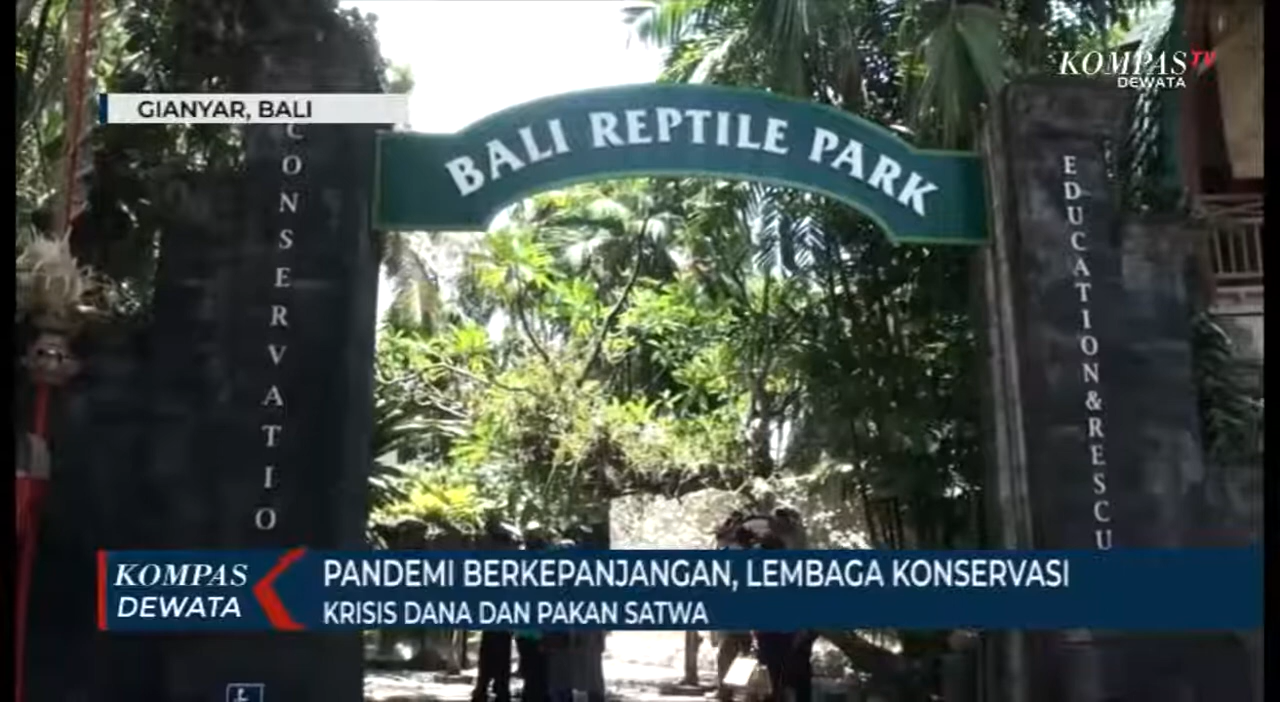 KOMPAS TV
DEWATA
GIANYAR, BALI
BALI REPTILE PARK
CONSERVATIO
EDUCATION&RESCU
KOMPAS
DEWATA
PANDEMI BERKEPANJANGAN, LEMBAGA KONSERVASI
KRISIS DANA DAN PAKAN SATWA